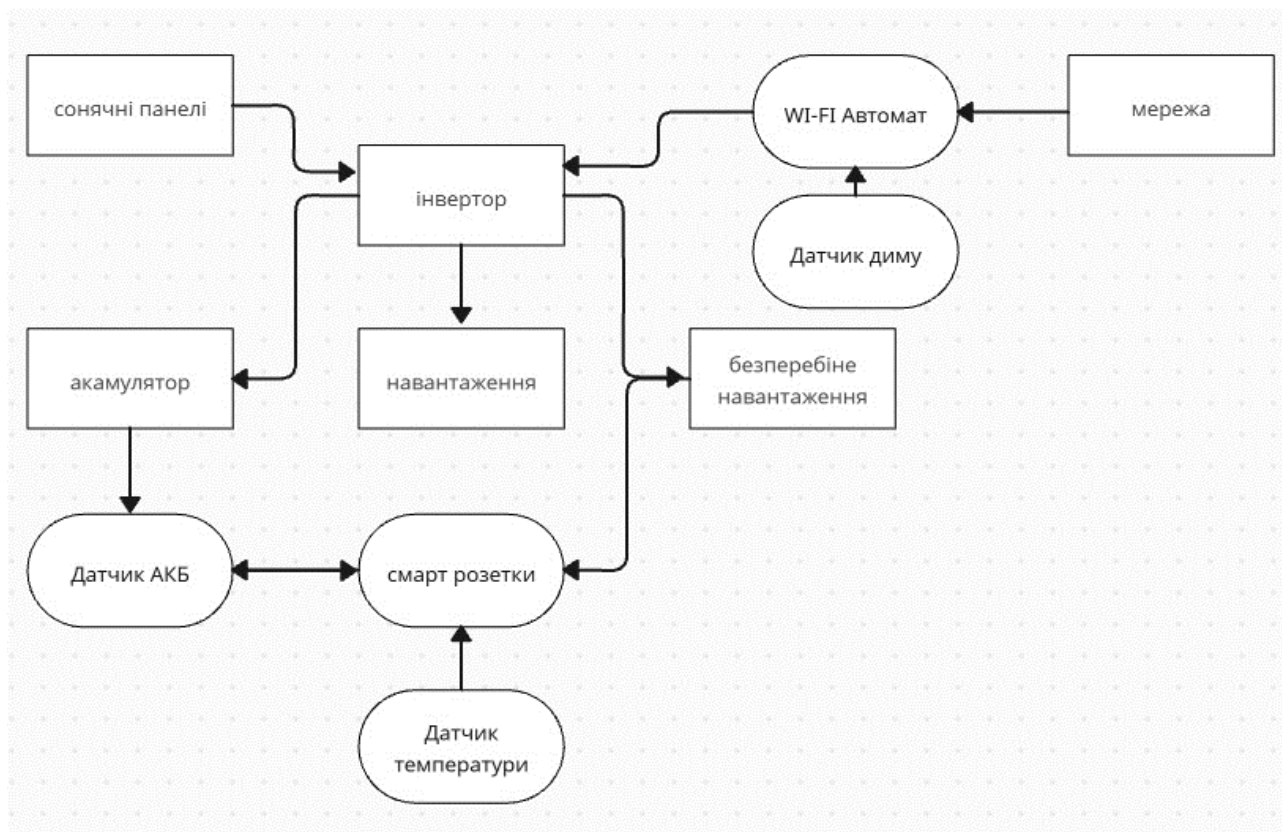 сонячні панелі
WI-FI Автомат
мережа
інвертор
Датчик диму
акамулятор
навантаження
безперебіне
навантаження
Датчик АКБ
смарт розетки
Датчик
температури